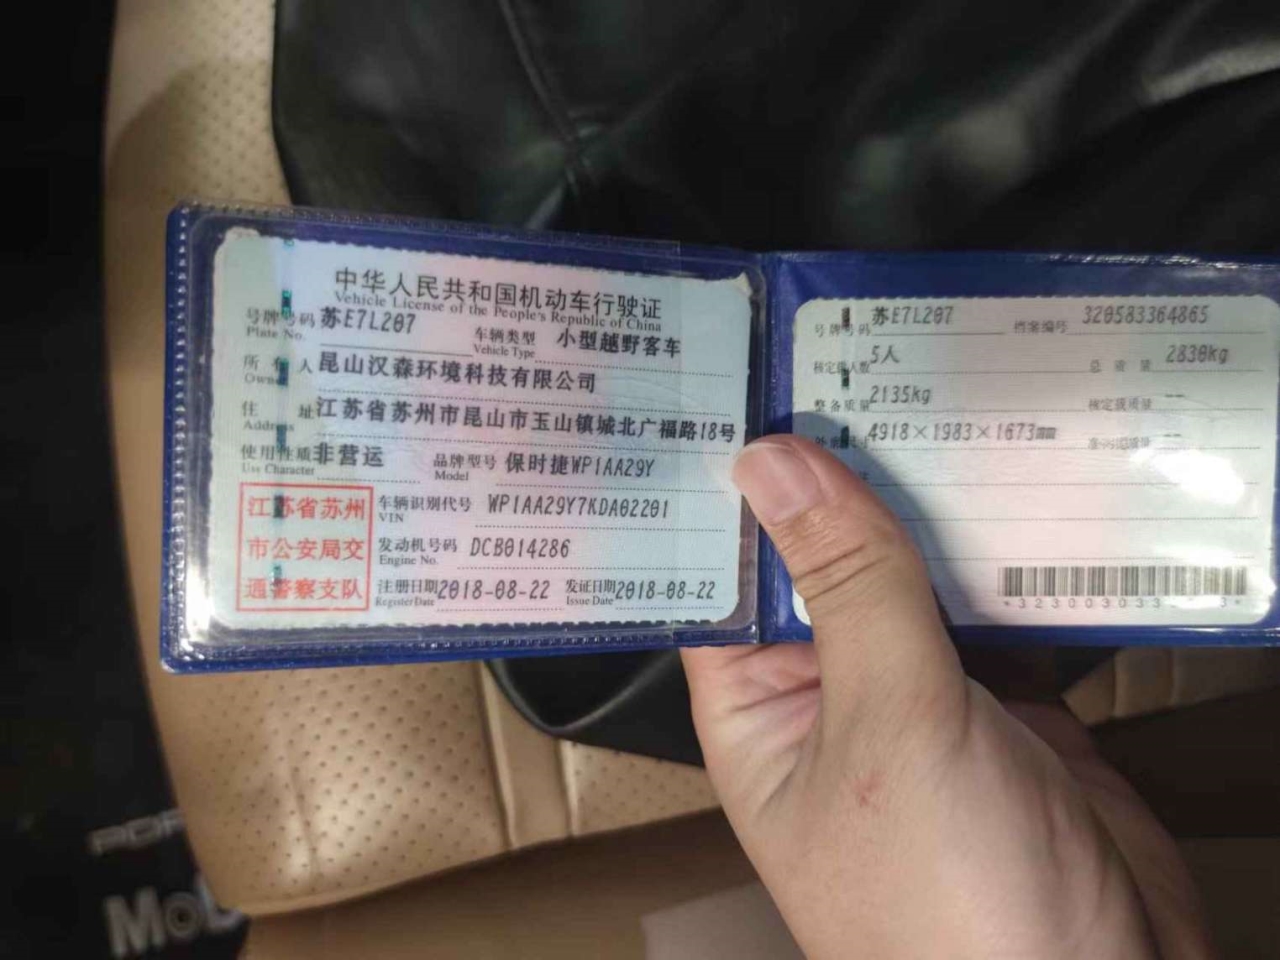 中华人民共和国机动车行驶证
Vehicle License of the People's Republic of China
号牌号码 苏E7L207 车辆类型 小型越野客车
Plate No. Vehicle Type
所有人 昆山汉森环境科技有限公司
Owner
住址 江苏省苏州市昆山市玉山镇城北广福路18号
Address
使用性质 非营运 品牌型号 保时捷WP1AA29Y
Use Character Model
江苏省苏州
市公安局交
通警察支队
车辆识别代号 WP1AA29Y7KDA02201
VIN
发动机号码 DCB014286
Engine No.
注册日期 2018-08-22 发证日期 2018-08-22
Register Date Issue Date
号牌号码 苏E7L207 档案编号 320583364865
核定载人数 5人 总质量 2830kg
整备质量 2135kg 核定载质量 --
外廓尺寸 4918×1983×1673mm 准牵引总质量 --